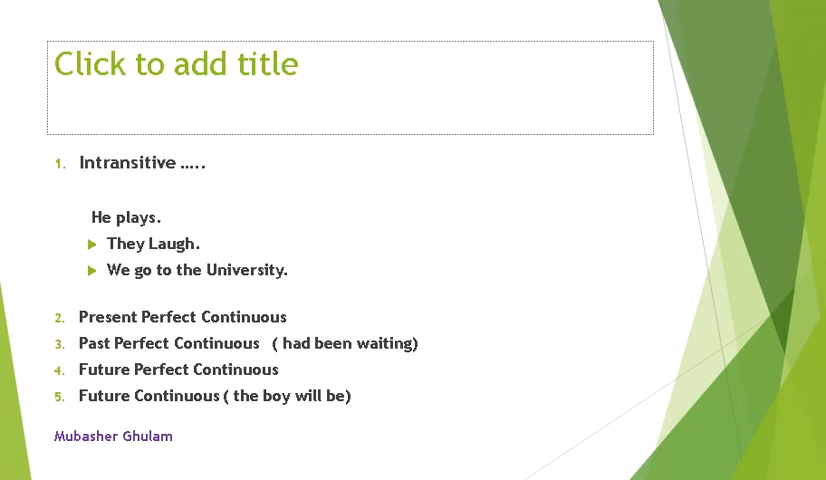 Click to add title
1. Intransitive .....
He plays.
They Laugh.
We go to the University.
2. Present Perfect Continuous
3. Past Perfect Continuous ( had been waiting)
4. Future Perfect Continuous
5. Future Continuous ( the boy will be)
Mubasher Ghulam